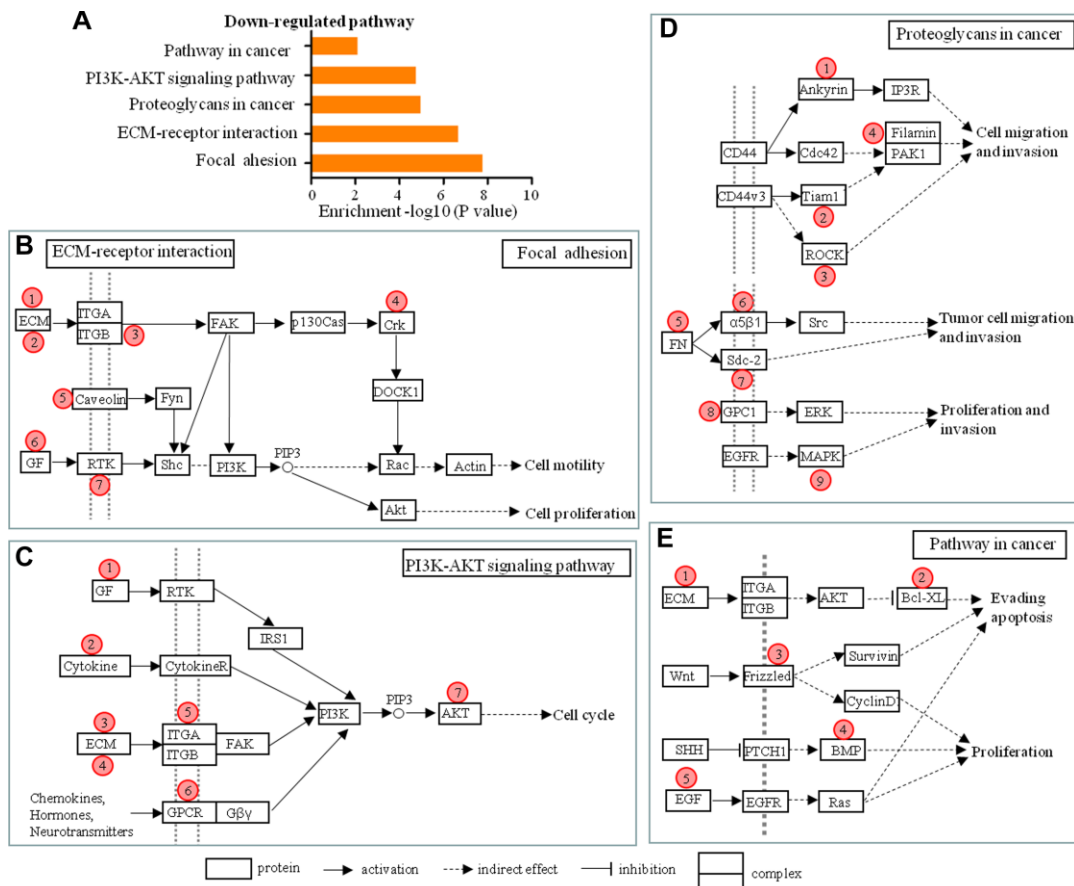 A
Down-regulated pathway
Pathway in cancer
PI3K-AKT signaling pathway
Proteoglycans in cancer
ECM-receptor interaction
Focal ahesion
0 2 4 6 8 10
Enrichment -log10 (P value)
B
ECM-receptor interaction
Focal adhesion
1
ECM
2
ITGA
ITGB
3
FAK
p130Cas
4
Crk
DOCK1
5
Caveolin
Fyn
6
GF
RTK
7
Shc
PI3K
PIP3
Rac
Actin
Cell motility
Akt
Cell proliferation
C
PI3K-AKT signaling pathway
1
GF
RTK
IRS1
2
Cytokine
CytokineR
PI3K
PIP3
7
AKT
Cell cycle
3
ECM
4
5
ITGA
ITGB
FAK
6
Chemokines,
Hormones,
Neurotransmitters
GPCR
Gβγ
D
Proteoglycans in cancer
1
Ankyrin
IP3R
CD44
Cdc42
4
Filamin
PAK1
Cell migration
and invasion
CD44v3
Tiam1
2
ROCK
3
5
FN
6
α5β1
Src
Tumor cell migration
and invasion
Sdc-2
7
8
GPC1
ERK
Proliferation and
invasion
EGFR
MAPK
9
E
Pathway in cancer
1
ECM
ITGA
ITGB
AKT
2
Bcl-XL
Evading
apoptosis
Wnt
3
Frizzled
Survivin
CyclinD
SHH
PTCH1
4
BMP
Proliferation
5
EGF
EGFR
Ras
protein
activation
indirect effect
inhibition
complex